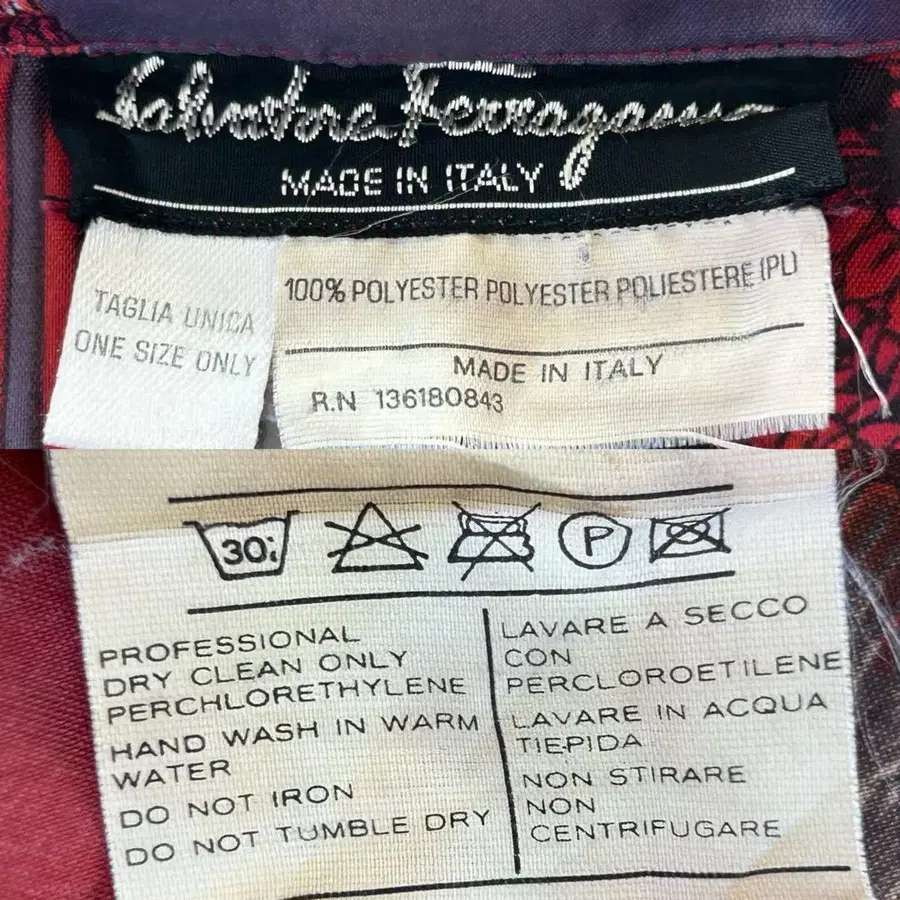 Salvatore Ferragamo
MADE IN ITALY
TAGLIA UNICA
ONE SIZE ONLY
100% POLYESTER POLYESTER POLIESTERE (PL)
MADE IN ITALY
R.N 136180843
30°
P
PROFESSIONAL
DRY CLEAN ONLY
PERCHLORETHYLENE
HAND WASH IN WARM
WATER
DO NOT IRON
DO NOT TUMBLE DRY
LAVARE A SECCO
CON
PERCLOROETILENE
LAVARE IN ACQUA
TIEPIDA
NON STIRARE
NON
CENTRIFUGARE